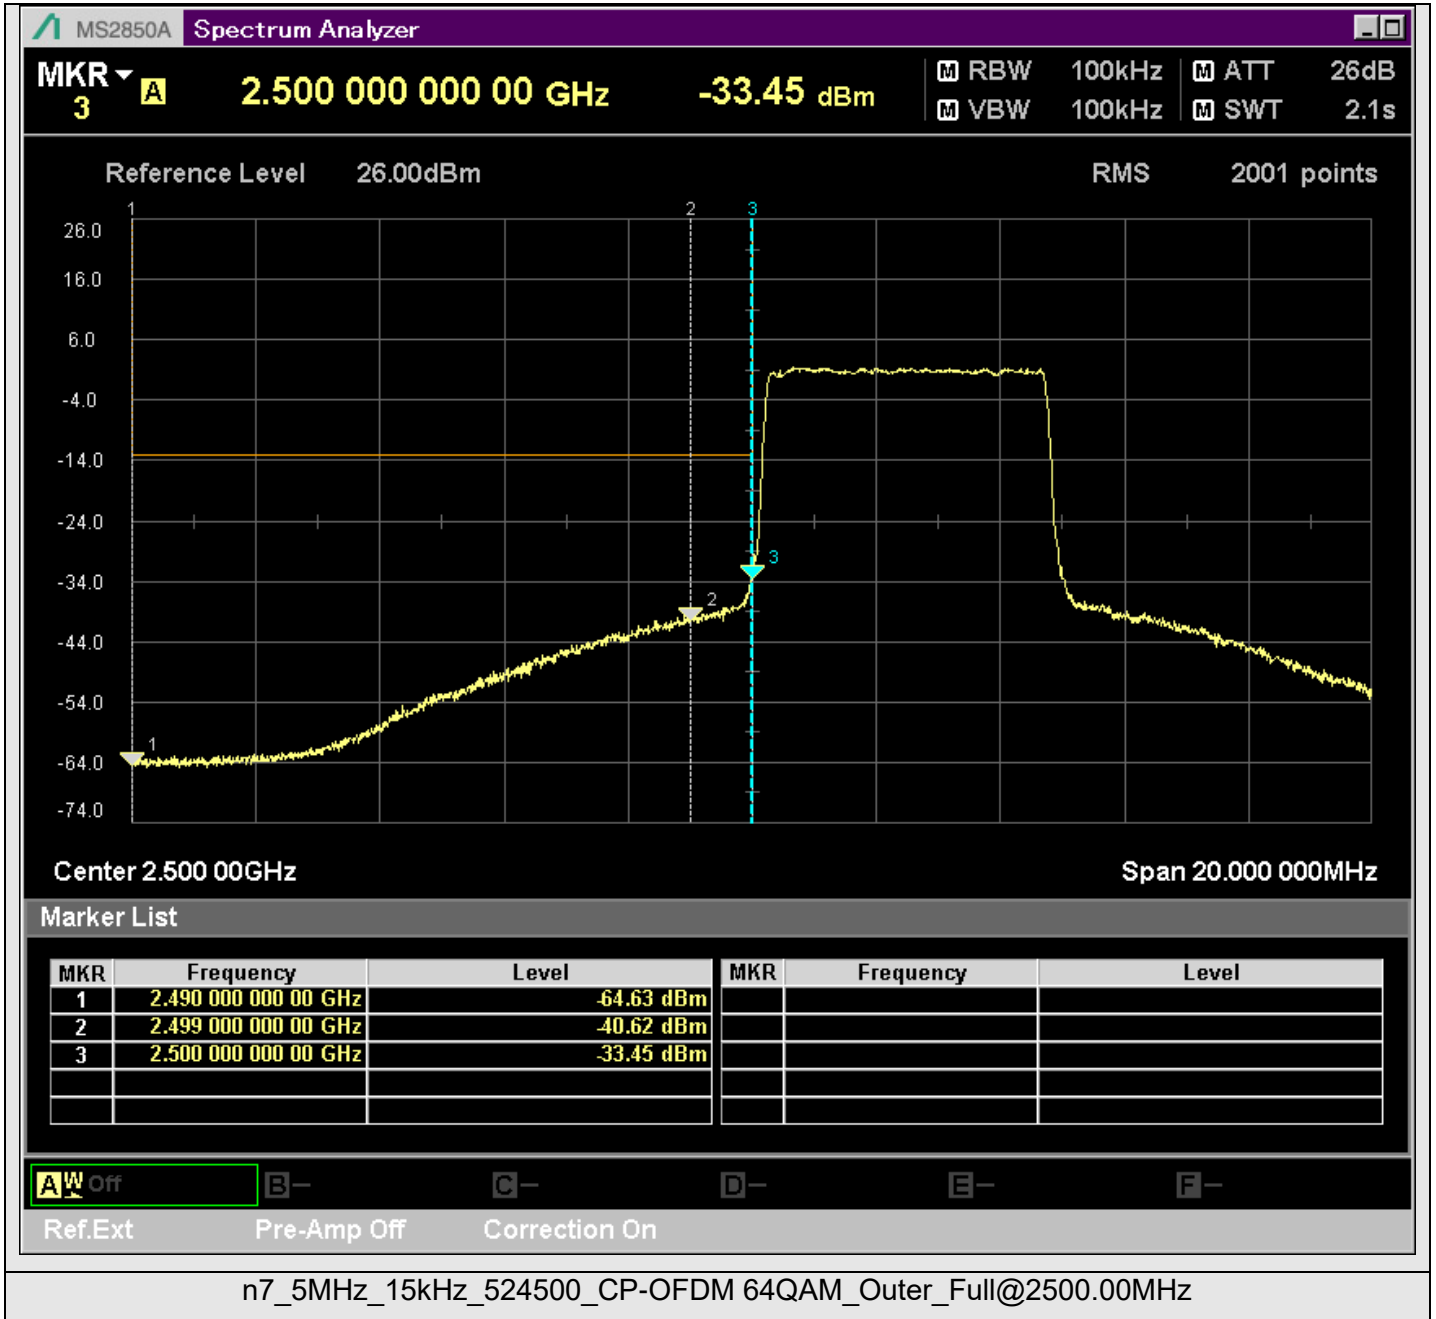 MS2850A Spectrum Analyzer
MKR A 2.500 000 000 00 GHz -33.45 dBm M RBW 100kHz M ATT 26dB
3 M VBW 100kHz M SWT 2.1s
Reference Level 26.00dBm RMS 2001 points
1 2 3
26.0
16.0
6.0
-4.0
-14.0
-24.0
3
-34.0
2
-44.0
-54.0
1
-64.0
-74.0
Center 2.500 00GHz Span 20.000 000MHz
Marker List
MKR Frequency Level MKR Frequency Level
1 2.490 000 000 00 GHz -64.63 dBm
2 2.499 000 000 00 GHz -40.62 dBm
3 2.500 000 000 00 GHz -33.45 dBm
A W Off B – C – D – E – F –
Ref.Ext Pre-Amp Off Correction On
n7_5MHz_15kHz_524500_CP-OFDM 64QAM_Outer_Full@2500.00MHz